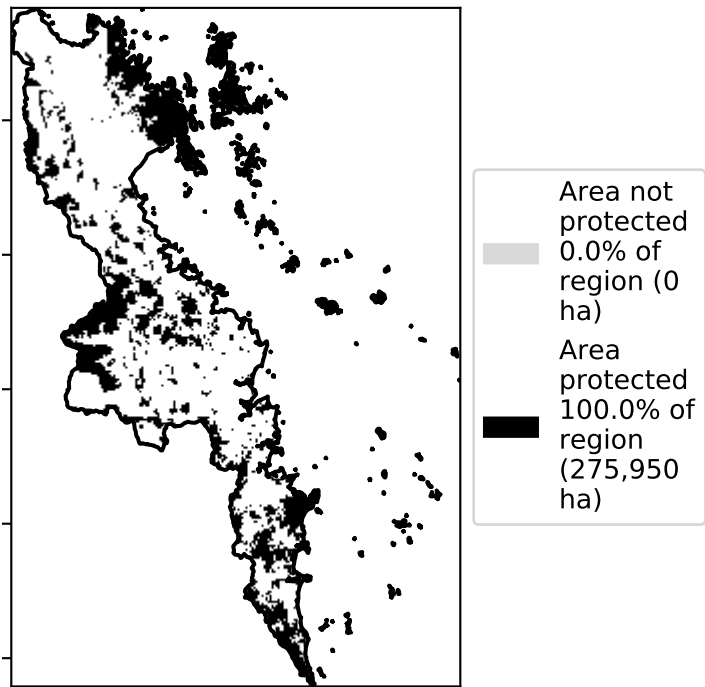 Area not
protected
0.0% of
region (0
ha)
Area
protected
100.0% of
region
(275,950
ha)